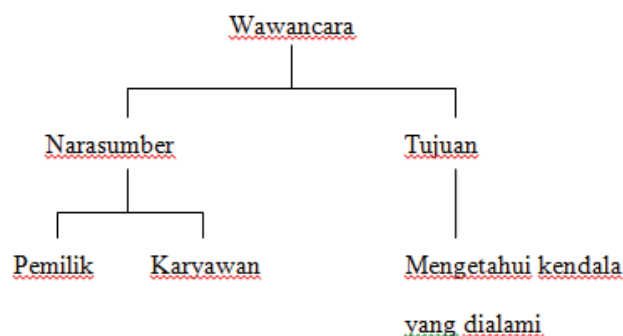 Wawancara
Narasumber Tujuan
Pemilik Karyawan Mengetahui kendala
yang dialami